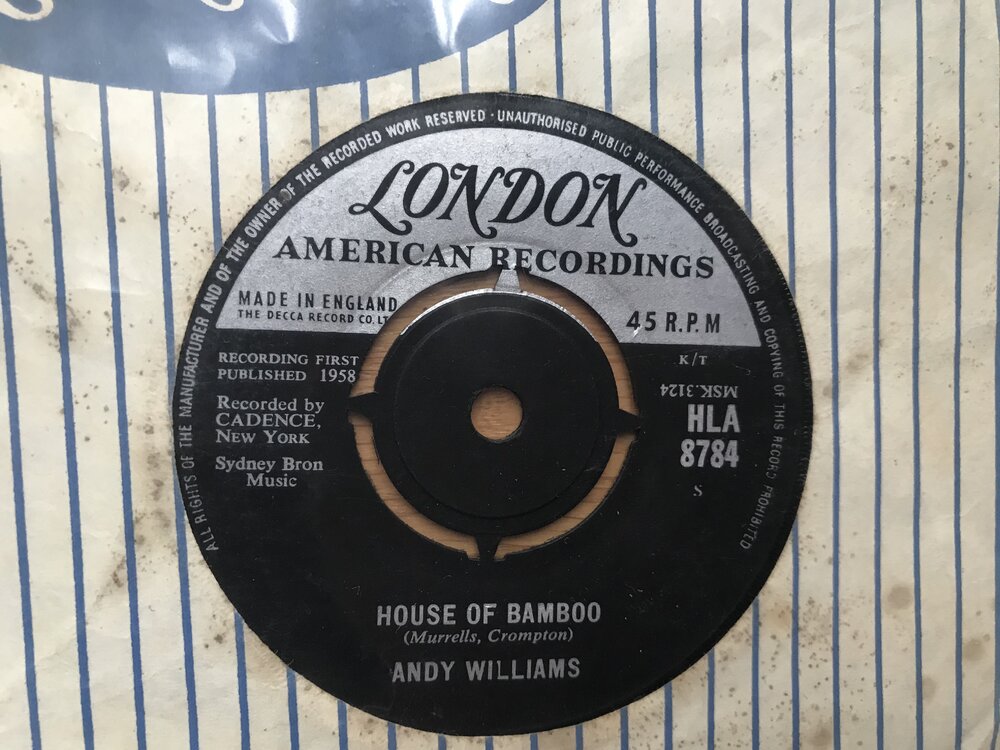 ALL RIGHTS OF THE MANUFACTURER AND OF THE OWNER OF THE RECORDED WORK RESERVED · UNAUTHORISED PUBLIC PERFORMANCE BROADCASTING AND COPYING OF THIS RECORD PROHIBITED
LONDON
AMERICAN RECORDINGS
MADE IN ENGLAND
THE DECCA RECORD CO. LT
45 R.P.M
RECORDING FIRST
PUBLISHED 1958
Recorded by
CADENCE,
NEW YORK
Sydney Bron
Music
K/T
MSK.3124
HLA
8784
S
HOUSE OF BAMBOO
(Murrells, Crompton)
ANDY WILLIAMS